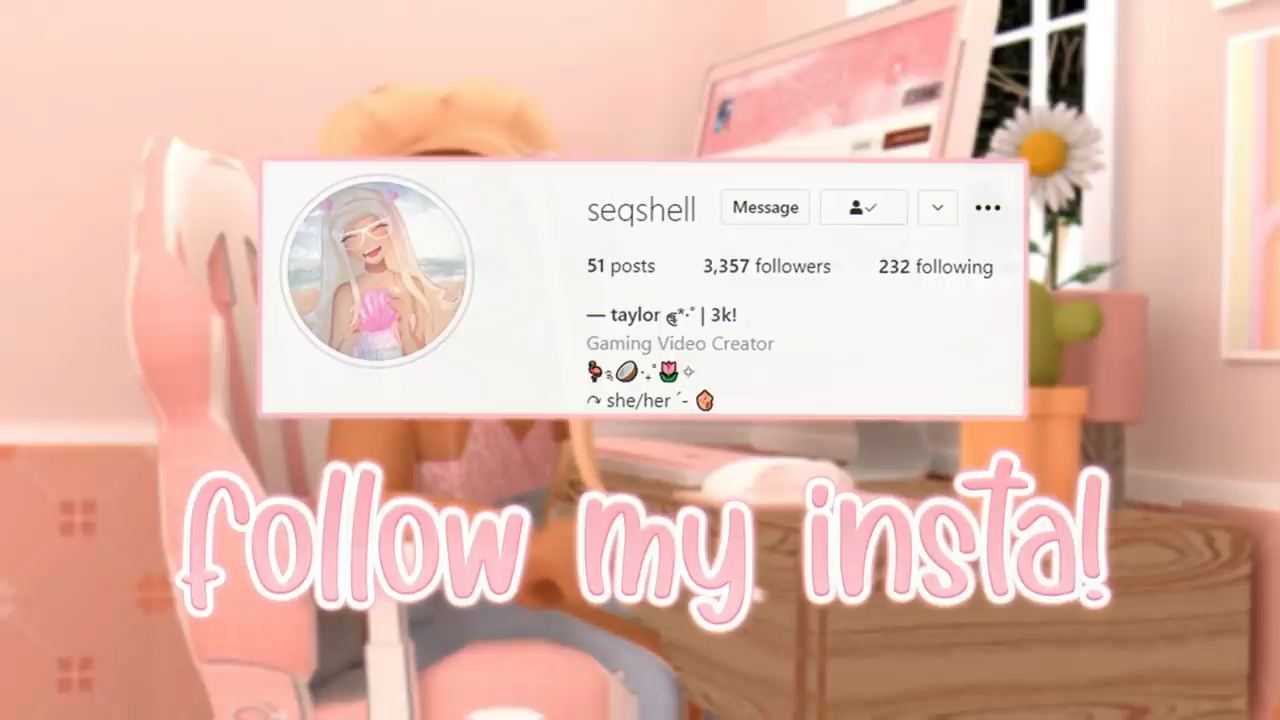 seqshell Message
51 posts 3,357 followers 232 following
— taylor ೃ*·˚ | 3k!
Gaming Video Creator
🦩ೃ🥥·˖˚🌷✧
↷ she/her ´-
follow my insta!